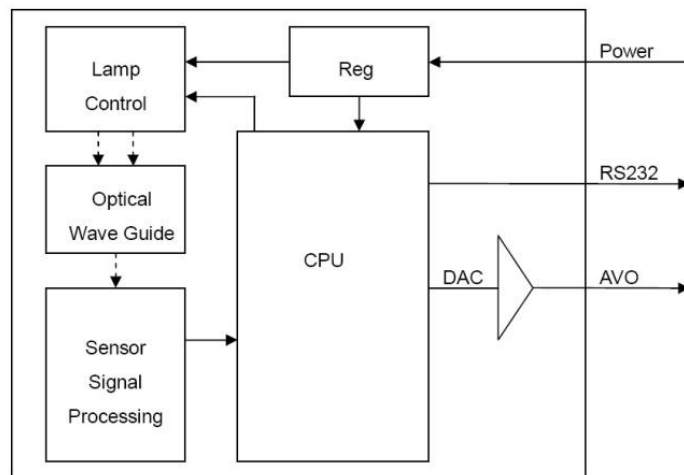 Lamp
Control
Reg
Power
Optical
Wave Guide
RS232
CPU
DAC
AVO
Sensor
Signal
Processing